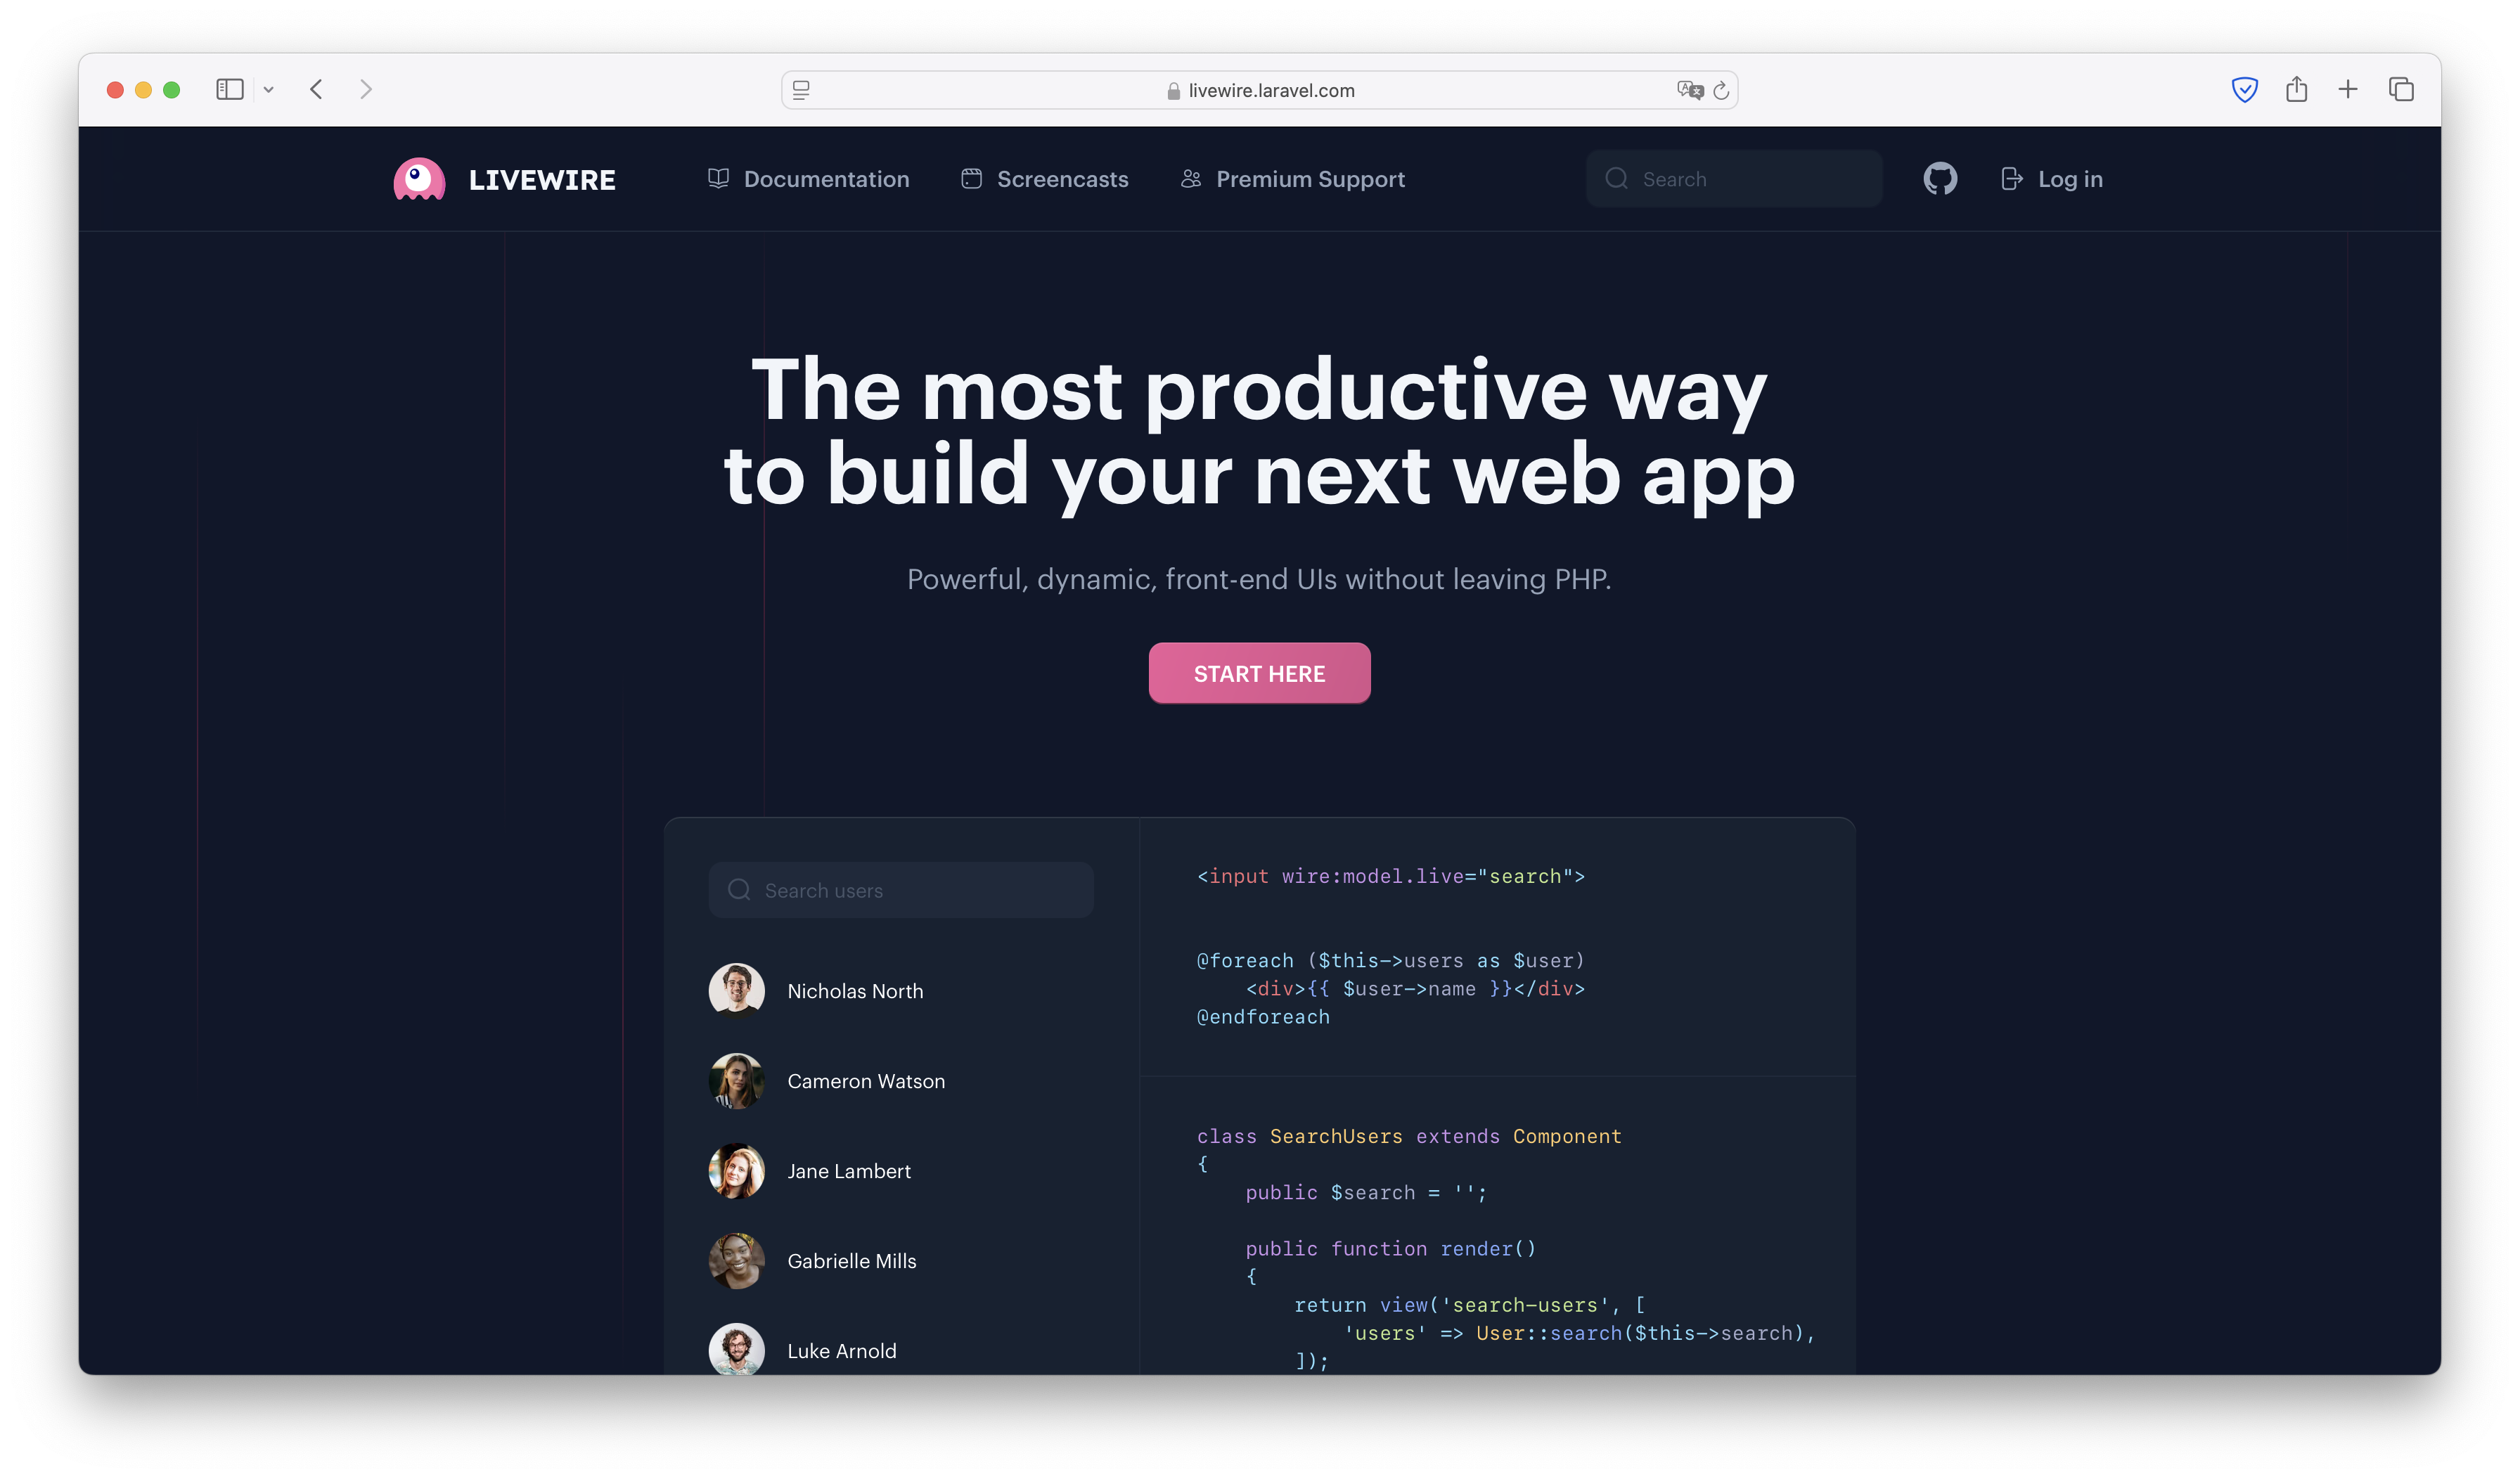 livewire.laravel.com
LIVEWIRE
Documentation
Screencasts
Premium Support
Search
Log in
The most productive way
to build your next web app
Powerful, dynamic, front-end UIs without leaving PHP.
START HERE
Search users
Nicholas North
Cameron Watson
Jane Lambert
Gabrielle Mills
Luke Arnold
<input wire:model.live="search">
@foreach ($this->users as $user)
    <div>{{ $user->name }}</div>
@endforeach
class SearchUsers extends Component
{
    public $search = '';
    public function render()
    {
        return view('search-users', [
            'users' => User::search($this->search),
        ]);